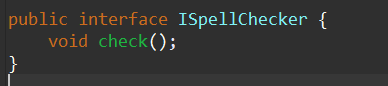 public interface ISpellChecker {
    void check();
}